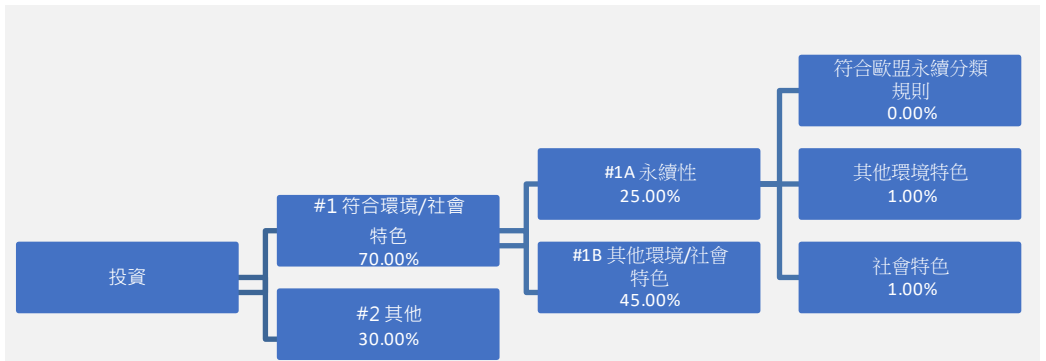 投資
#1 符合環境/社會
特色
70.00%
#2 其他
30.00%
#1A 永續性
25.00%
#1B 其他環境/社會
特色
45.00%
符合歐盟永續分類
規則
0.00%
其他環境特色
1.00%
社會特色
1.00%